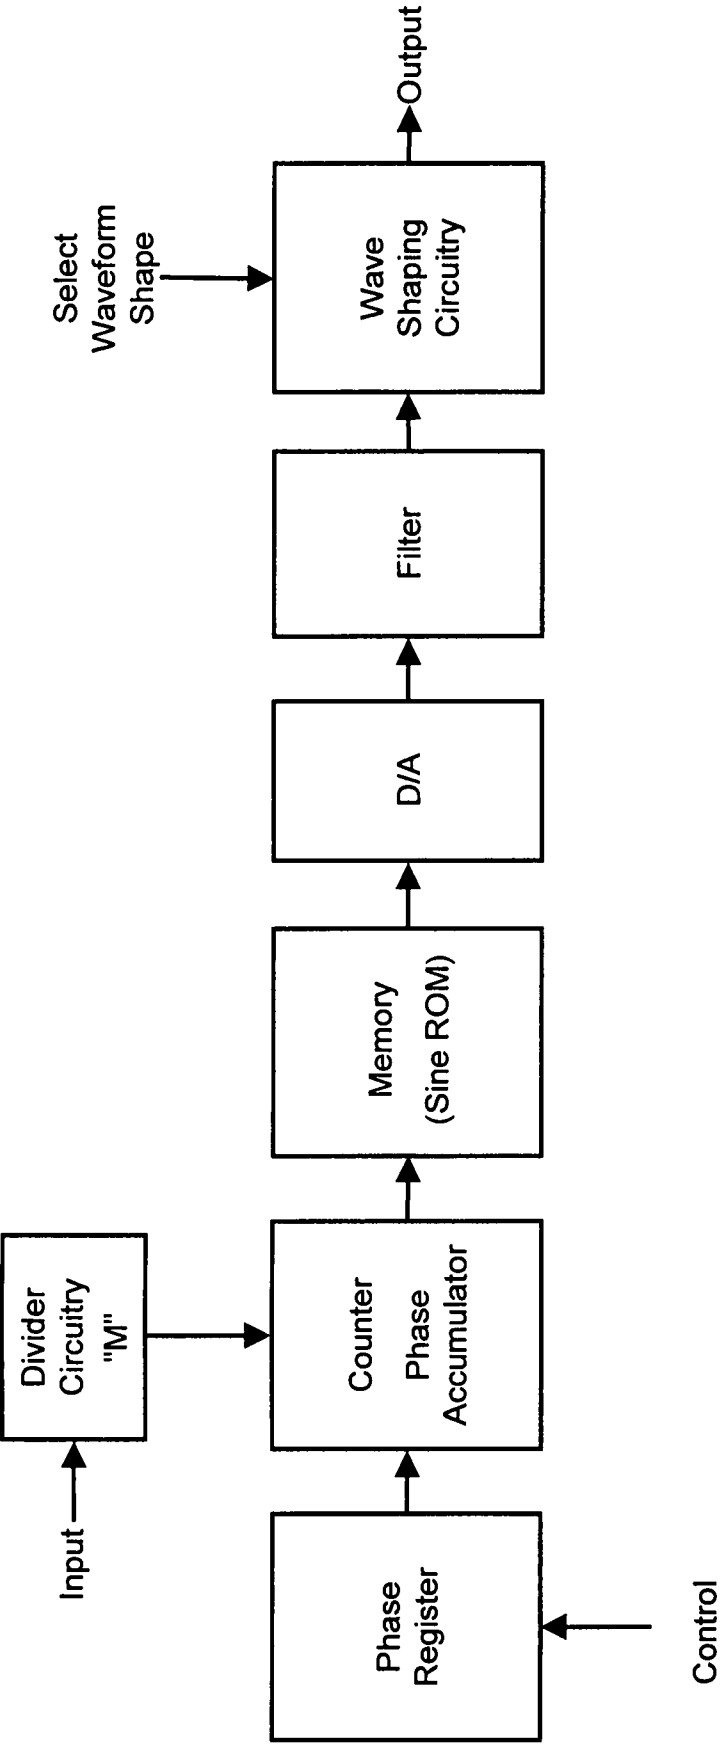 Select
Waveform
Shape
Divider
Circuitry
"M"
Input
Phase
Register
Counter
Phase
Accumulator
Memory
(Sine ROM)
D/A
Filter
Wave
Shaping
Circuitry
Output
Control